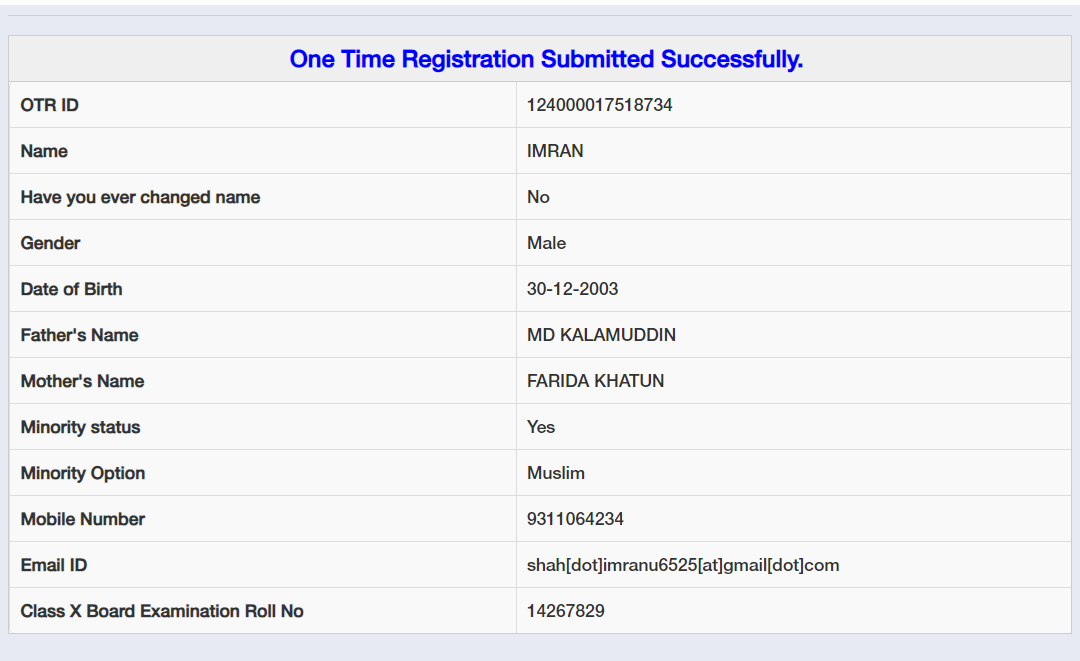 One Time Registration Submitted Successfully.
OTR ID 124000017518734
Name IMRAN
Have you ever changed name No
Gender Male
Date of Birth 30-12-2003
Father's Name MD KALAMUDDIN
Mother's Name FARIDA KHATUN
Minority status Yes
Minority Option Muslim
Mobile Number 9311064234
Email ID shah[dot]imranu6525[at]gmail[dot]com
Class X Board Examination Roll No 14267829